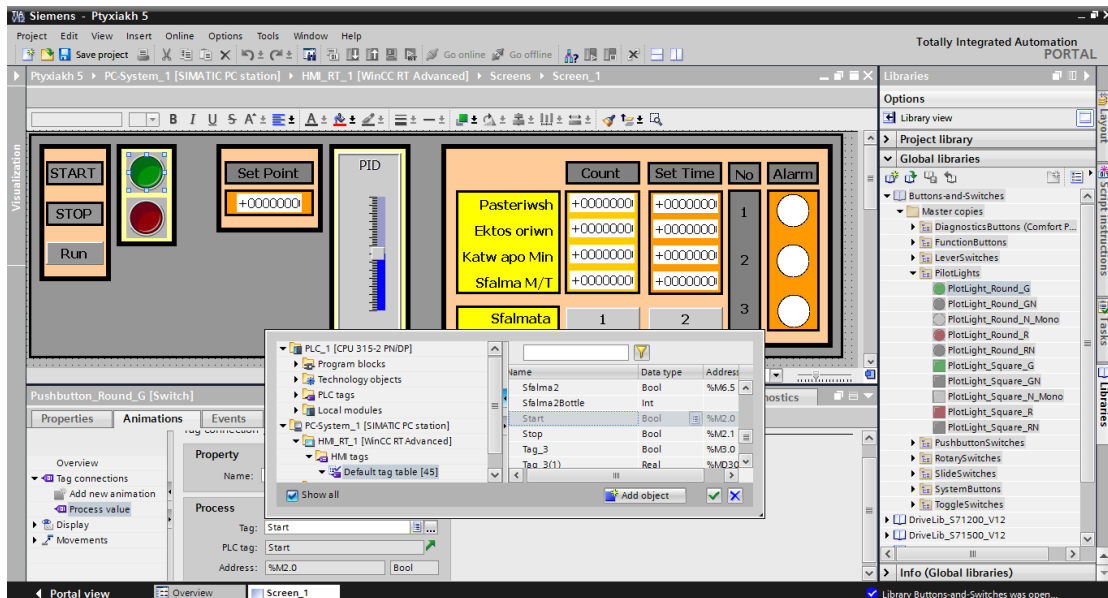 Siemens - Ptyxiakh 5
Project Edit View Insert Online Options Tools Window Help
Totally Integrated Automation
PORTAL
Save project
Go online
Go offline
Ptyxiakh 5 ▸ PC-System_1 [SIMATIC PC station] ▸ HMI_RT_1 [WinCC RT Advanced] ▸ Screens ▸ Screen_1
Visualization
START
STOP
Run
Set Point
+0000000
PID
Count Set Time No Alarm
Pasteriwsh +0000000 +0000000 1
Ektos oriwn +0000000 +0000000
Katw apo Min +0000000 +0000000 2
Sfalma M/T +0000000 +0000000
Sfalmata 1 2 3
PLC_1 [CPU 315-2 PN/DP]
Program blocks
Technology objects
PLC tags
Local modules
PC-System_1 [SIMATIC PC station]
HMI_RT_1 [WinCC RT Advanced]
HMI tags
Default tag table [45]
Name Data type Address
Sfalma2 Bool %M6.5
Sfalma2Bottle Int
Start Bool %M2.0
Stop Bool %M2.1
Tag_3 Bool %M3.0
Tag_3(1) Real %MD30
Show all
Add object
Pushbutton_Round_G [Switch]
Properties Animations Events
Overview
Tag connections
Add new animation
Process value
Display
Movements
Tag connection
Property
Name:
Process
Tag: Start
PLC tag: Start
Address: %M2.0 Bool
Libraries
Options
Library view
Project library
Global libraries
Buttons-and-Switches
Master copies
DiagnosticsButtons (Comfort P...
FunctionButtons
LeverSwitches
PilotLights
PlotLight_Round_G
PlotLight_Round_GN
PlotLight_Round_N_Mono
PlotLight_Round_R
PlotLight_Round_RN
PlotLight_Square_G
PlotLight_Square_GN
PlotLight_Square_N_Mono
PlotLight_Square_R
PlotLight_Square_RN
PushbuttonSwitches
RotarySwitches
SlideSwitches
SystemButtons
ToggleSwitches
DriveLib_S71200_V12
DriveLib_S71500_V12
Info (Global libraries)
Layout
Script instructions
Tasks
Libraries
Portal view
Overview
Screen_1
Library Buttons-and-Switches was open...